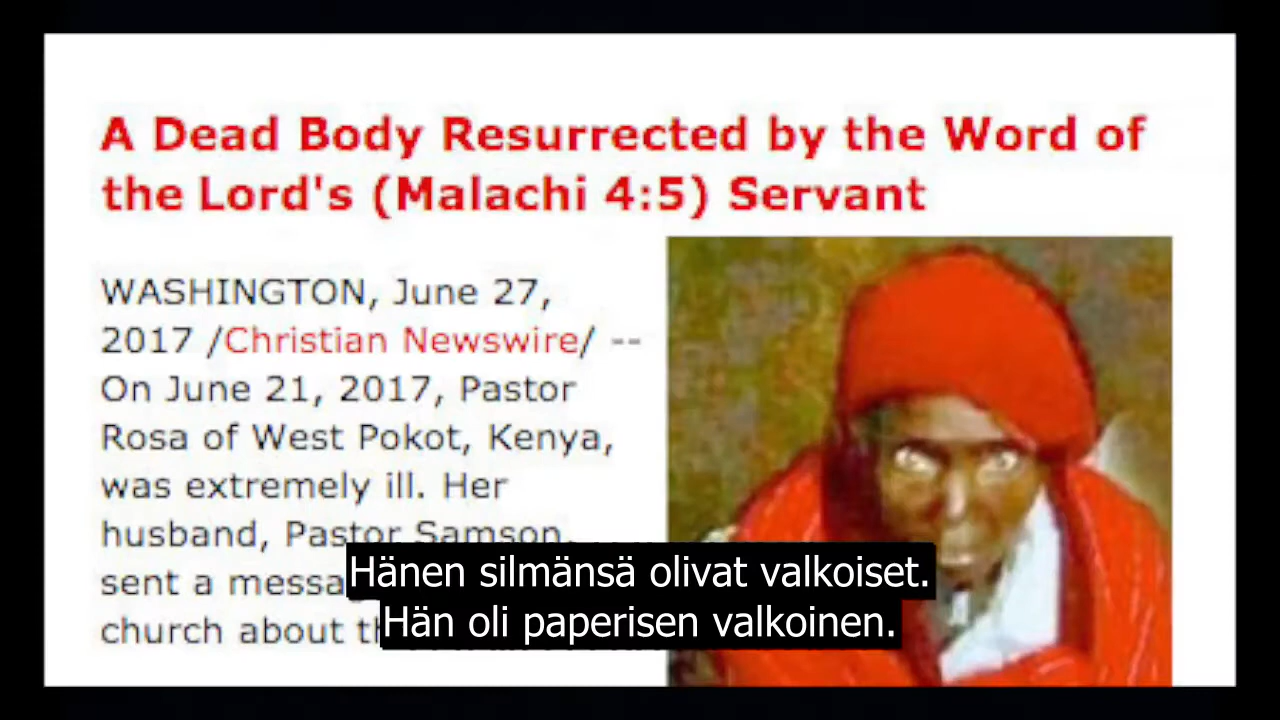 A Dead Body Resurrected by the Word of
the Lord's (Malachi 4:5) Servant
WASHINGTON, June 27,
2017 /Christian Newswire/ --
On June 21, 2017, Pastor
Rosa of West Pokot, Kenya,
was extremely ill. Her
husband, Pastor Samson,
sent a messa
church about th
Hänen silmänsä olivat valkoiset.
Hän oli paperisen valkoinen.